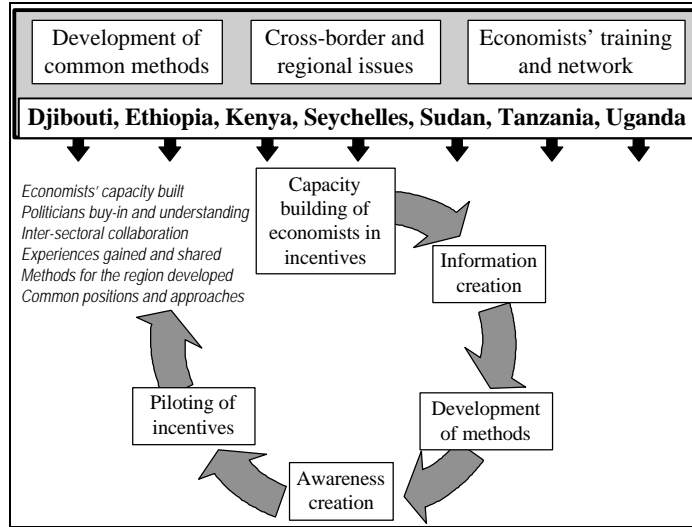 Development of
common methods
Cross-border and
regional issues
Economists’ training
and network
Djibouti, Ethiopia, Kenya, Seychelles, Sudan, Tanzania, Uganda
Economists’ capacity built
Politicians buy-in and understanding
Inter-sectoral collaboration
Experiences gained and shared
Methods for the region developed
Common positions and approaches
Capacity
building of
economists in
incentives
Information
creation
Development
of methods
Awareness
creation
Piloting of
incentives